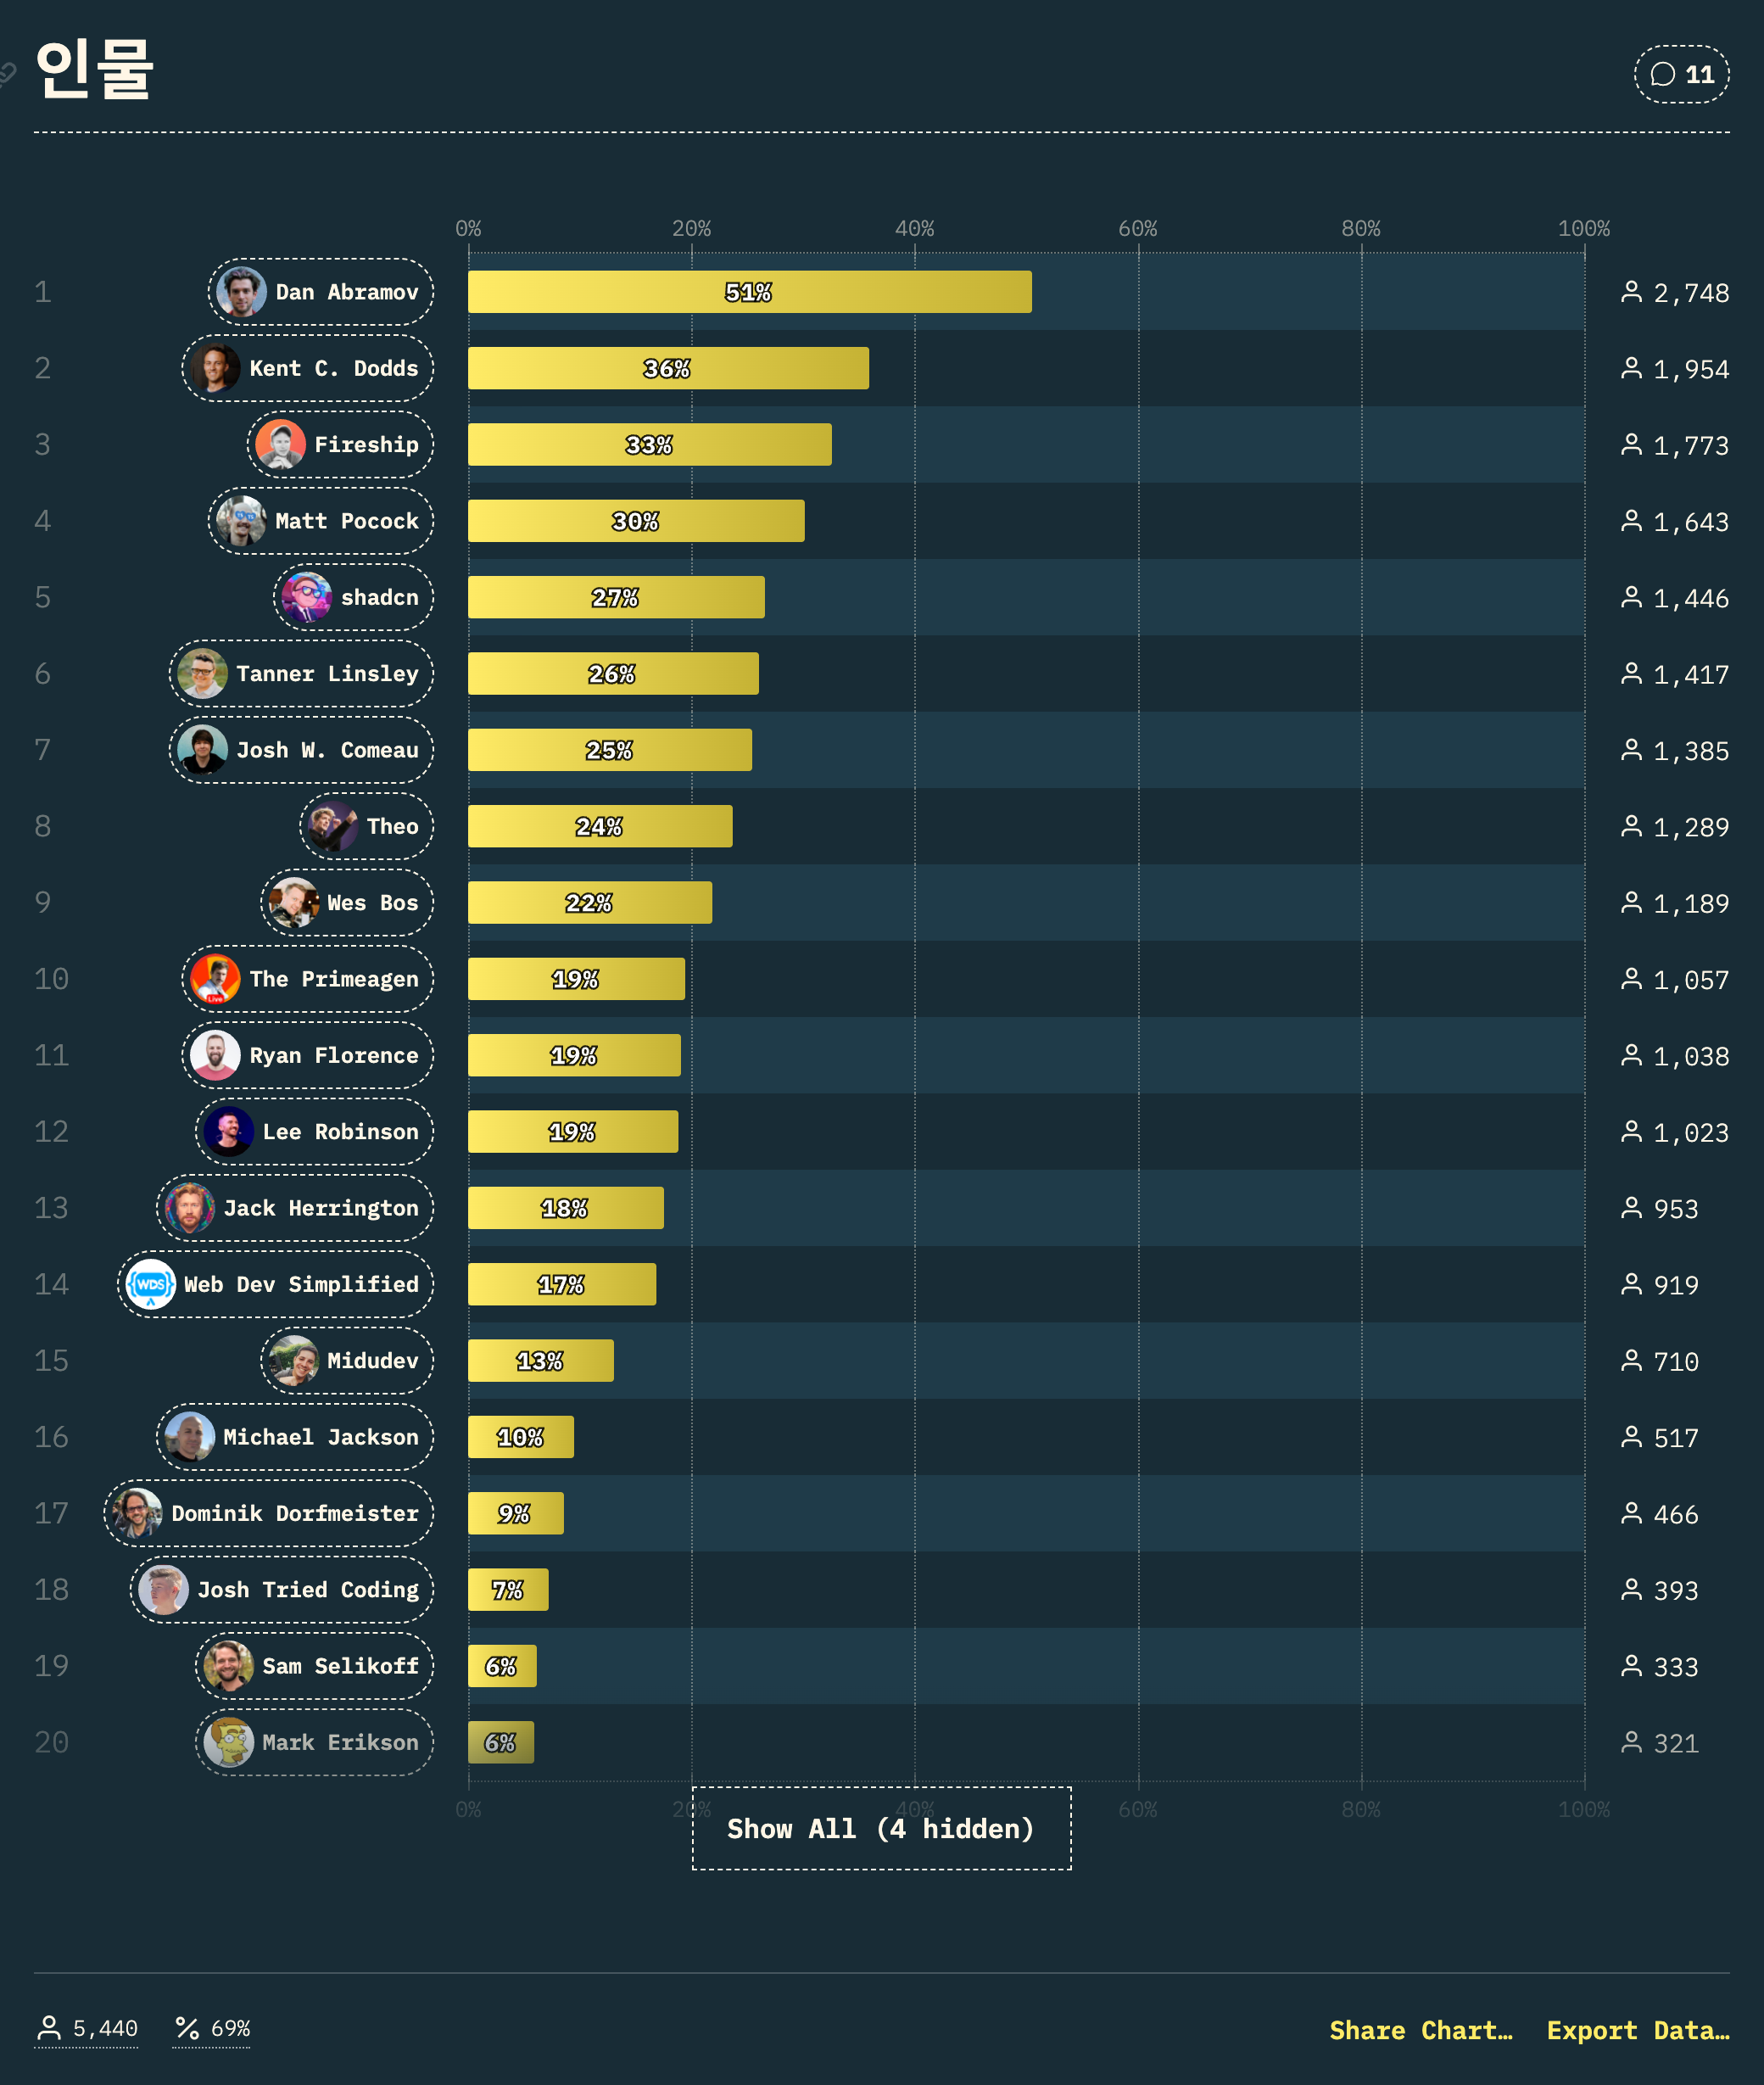 인물
11
0% 20% 40% 60% 80% 100%
1 Dan Abramov 51% 2,748
2 Kent C. Dodds 36% 1,954
3 Fireship 33% 1,773
4 Matt Pocock 30% 1,643
5 shadcn 27% 1,446
6 Tanner Linsley 26% 1,417
7 Josh W. Comeau 25% 1,385
8 Theo 24% 1,289
9 Wes Bos 22% 1,189
10 Live The Primeagen 19% 1,057
11 Ryan Florence 19% 1,038
12 Lee Robinson 19% 1,023
13 Jack Herrington 18% 953
14 {WDS} Web Dev Simplified 17% 919
15 Midudev 13% 710
16 Michael Jackson 10% 517
17 Dominik Dorfmeister 9% 466
18 Josh Tried Coding 7% 393
19 Sam Selikoff 6% 333
20 Mark Erikson 6% 321
0% 20% 40% 60% 80% 100%
Show All (4 hidden)
5,440 % 69% Share Chart… Export Data…